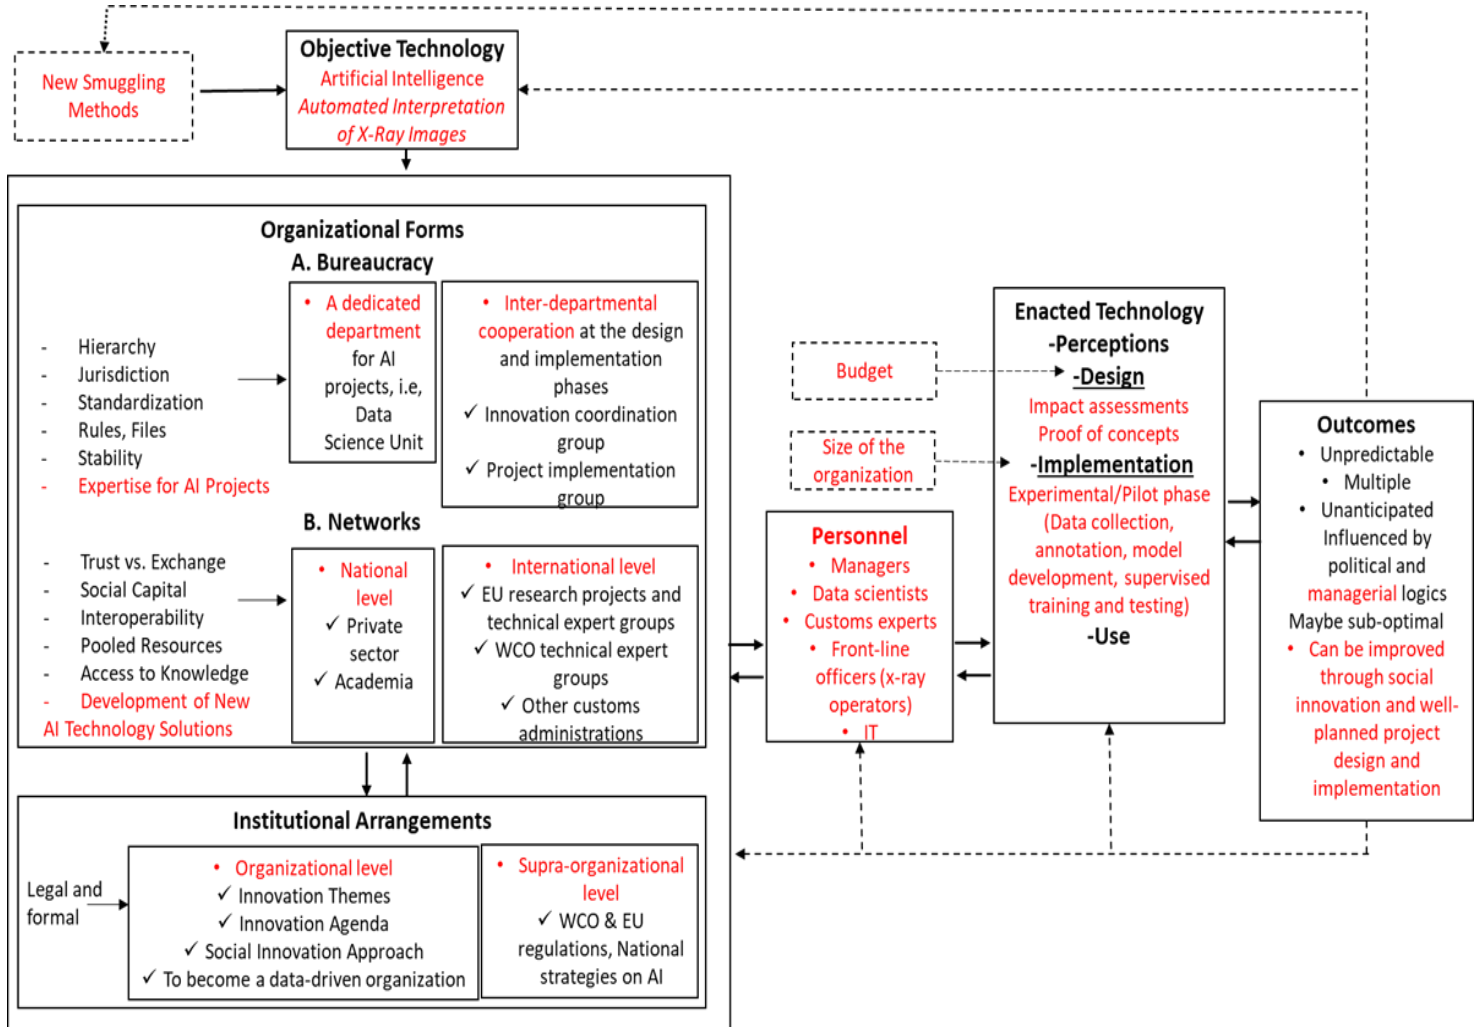 New Smuggling
Methods
Objective Technology
Artificial Intelligence
Automated Interpretation
of X-Ray Images
Organizational Forms
A. Bureaucracy
- Hierarchy
- Jurisdiction
- Standardization
- Rules, Files
- Stability
- Expertise for AI Projects
• A dedicated
department
for AI
projects, i.e,
Data
Science Unit
• Inter-departmental
cooperation at the design
and implementation
phases
✓ Innovation coordination
group
✓ Project implementation
group
B. Networks
- Trust vs. Exchange
- Social Capital
- Interoperability
- Pooled Resources
- Access to Knowledge
- Development of New
AI Technology Solutions
• National
level
✓ Private
sector
✓ Academia
• International level
✓ EU research projects and
technical expert groups
✓ WCO technical expert
groups
✓ Other customs
administrations
Institutional Arrangements
Legal and
formal
• Organizational level
✓ Innovation Themes
✓ Innovation Agenda
✓ Social Innovation Approach
✓ To become a data-driven organization
• Supra-organizational
level
✓ WCO & EU
regulations, National
strategies on AI
Budget
Size of the
organization
Personnel
• Managers
• Data scientists
• Customs experts
• Front-line
officers (x-ray
operators)
• IT
Enacted Technology
-Perceptions
-Design
Impact assessments
Proof of concepts
-Implementation
Experimental/Pilot phase
(Data collection,
annotation, model
development, supervised
training and testing)
-Use
Outcomes
• Unpredictable
• Multiple
• Unanticipated
Influenced by
political and
managerial logics
Maybe sub-optimal
• Can be improved
through social
innovation and well-
planned project
design and
implementation